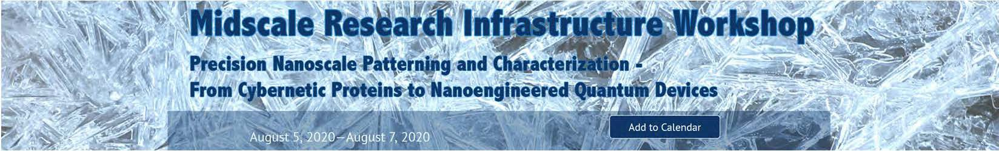 Midscale Research Infrastructure Workshop
Precision Nanoscale Patterning and Characterization -
From Cybernetic Proteins to Nanoengineered Quantum Devices
Add to Calendar
August 5, 2020—August 7, 2020